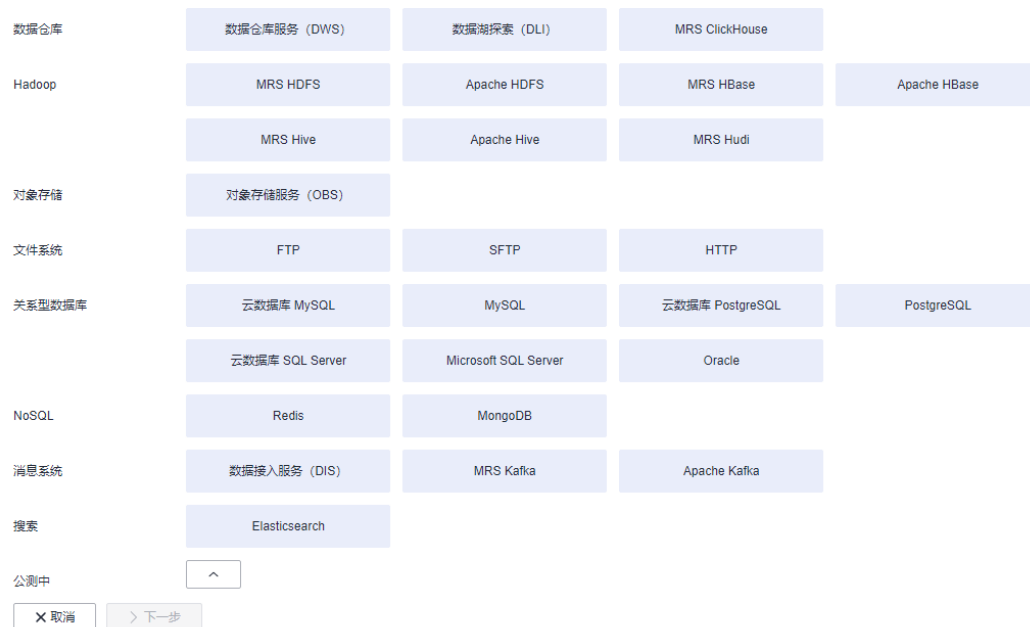 数据仓库 数据仓库服务（DWS） 数据湖探索（DLI） MRS ClickHouse
Hadoop MRS HDFS Apache HDFS MRS HBase Apache HBase
MRS Hive Apache Hive MRS Hudi
对象存储 对象存储服务（OBS）
文件系统 FTP SFTP HTTP
关系型数据库 云数据库 MySQL MySQL 云数据库 PostgreSQL PostgreSQL
云数据库 SQL Server Microsoft SQL Server Oracle
NoSQL Redis MongoDB
消息系统 数据接入服务（DIS） MRS Kafka Apache Kafka
搜索 Elasticsearch
公测中
取消 下一步